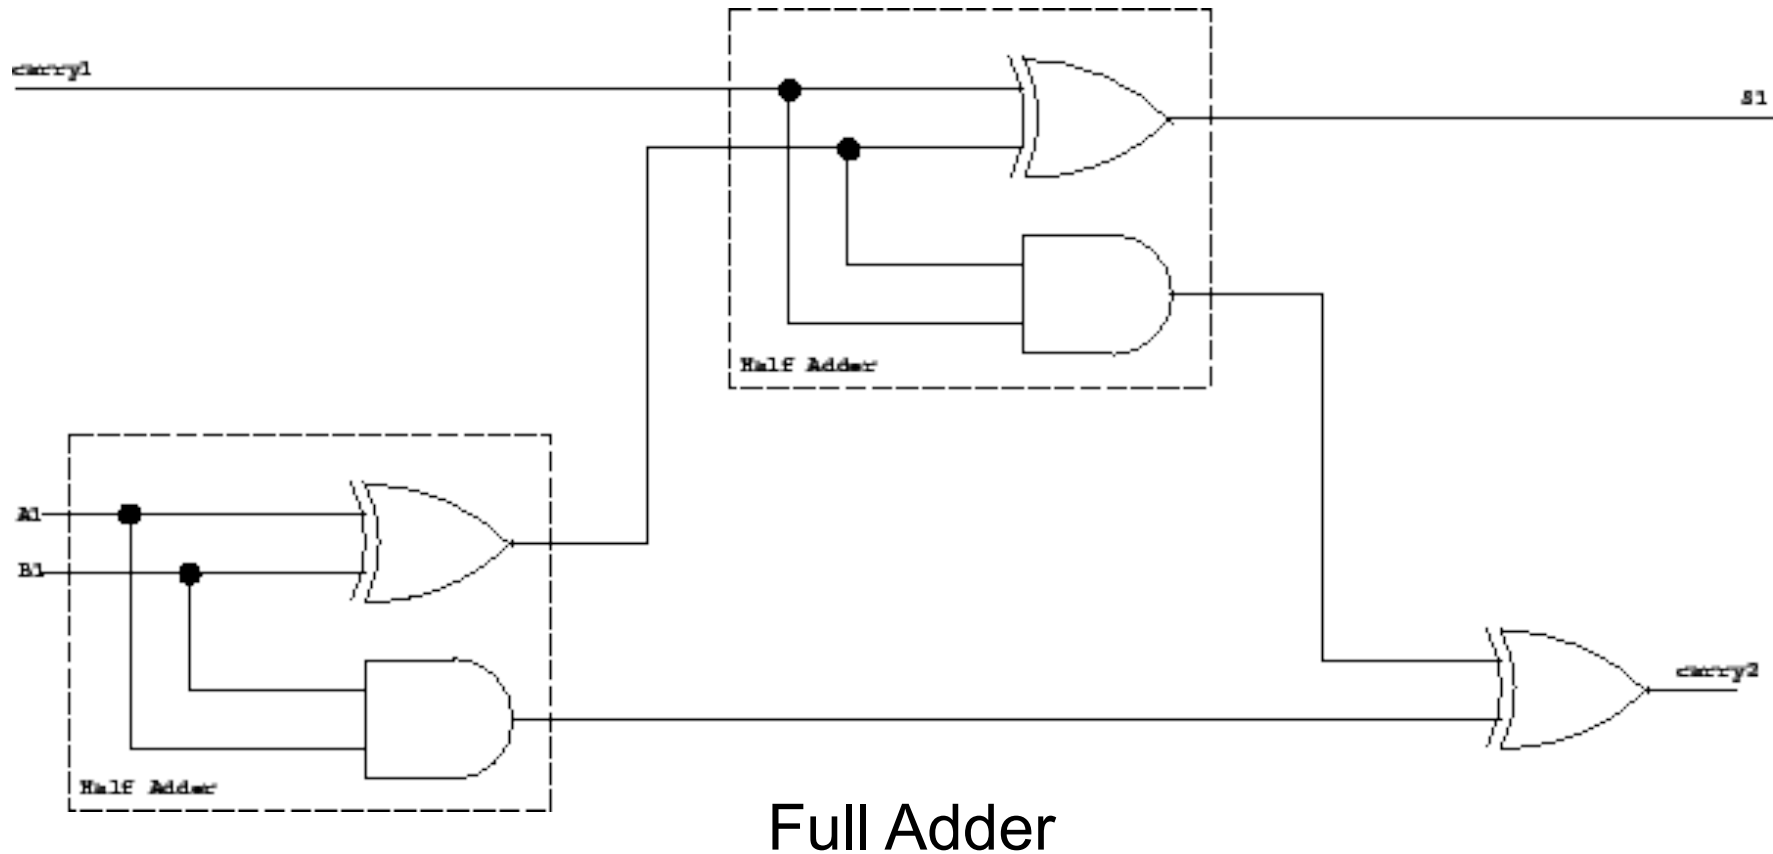 carry1
S1
Half Adder
A1
B1
carry2
Half Adder
Full Adder